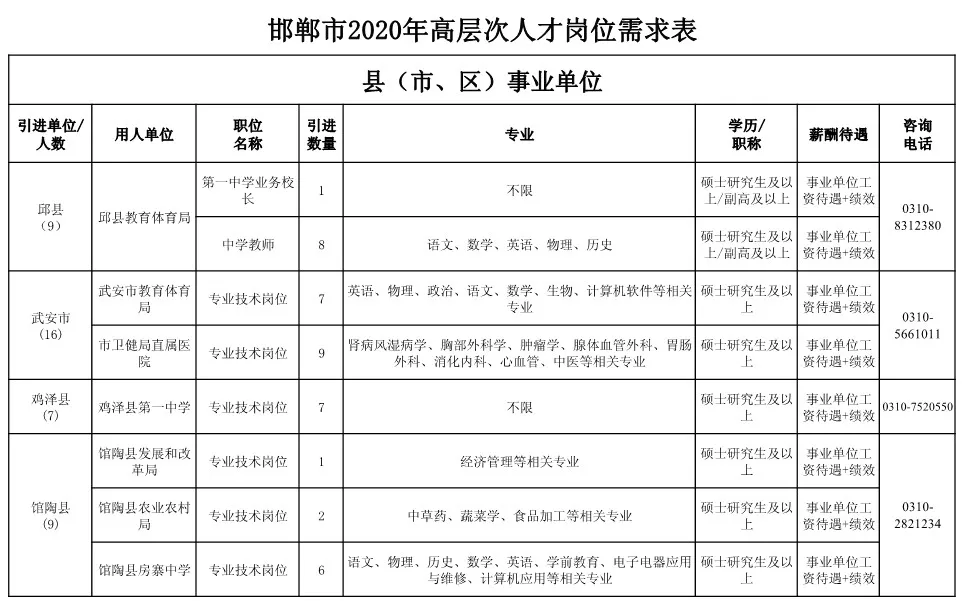 邯郸市2020年高层次人才岗位需求表
县（市、区）事业单位
引进单位/
人数
用人单位
职位
名称
引进
数量
专业
学历/
职称
薪酬待遇
咨询
电话
邱县
（9）
邱县教育体育局
第一中学业务校
长
1
不限
硕士研究生及以
上/副高及以上
事业单位工
资待遇+绩效
0310-
8312380
中学教师
8
语文、数学、英语、物理、历史
硕士研究生及以
上/副高及以上
事业单位工
资待遇+绩效
武安市
(16)
武安市教育体育
局
专业技术岗位
7
英语、物理、政治、语文、数学、生物、计算机软件等相关
专业
硕士研究生及以
上
事业单位工
资待遇+绩效
0310-
5661011
市卫健局直属医
院
专业技术岗位
9
肾病风湿病学、胸部外科学、肿瘤学、腺体血管外科、胃肠
外科、消化内科、心血管、中医等相关专业
硕士研究生及以
上
事业单位工
资待遇+绩效
鸡泽县
(7)
鸡泽县第一中学
专业技术岗位
7
不限
硕士研究生及以
上
事业单位工
资待遇+绩效
0310-7520550
馆陶县
(9)
馆陶县发展和改
革局
专业技术岗位
1
经济管理等相关专业
硕士研究生及以
上
事业单位工
资待遇+绩效
0310-
2821234
馆陶县农业农村
局
专业技术岗位
2
中草药、蔬菜学、食品加工等相关专业
硕士研究生及以
上
事业单位工
资待遇+绩效
馆陶县房寨中学
专业技术岗位
6
语文、物理、历史、数学、英语、学前教育、电子电器应用
与维修、计算机应用等相关专业
硕士研究生及以
上
事业单位工
资待遇+绩效